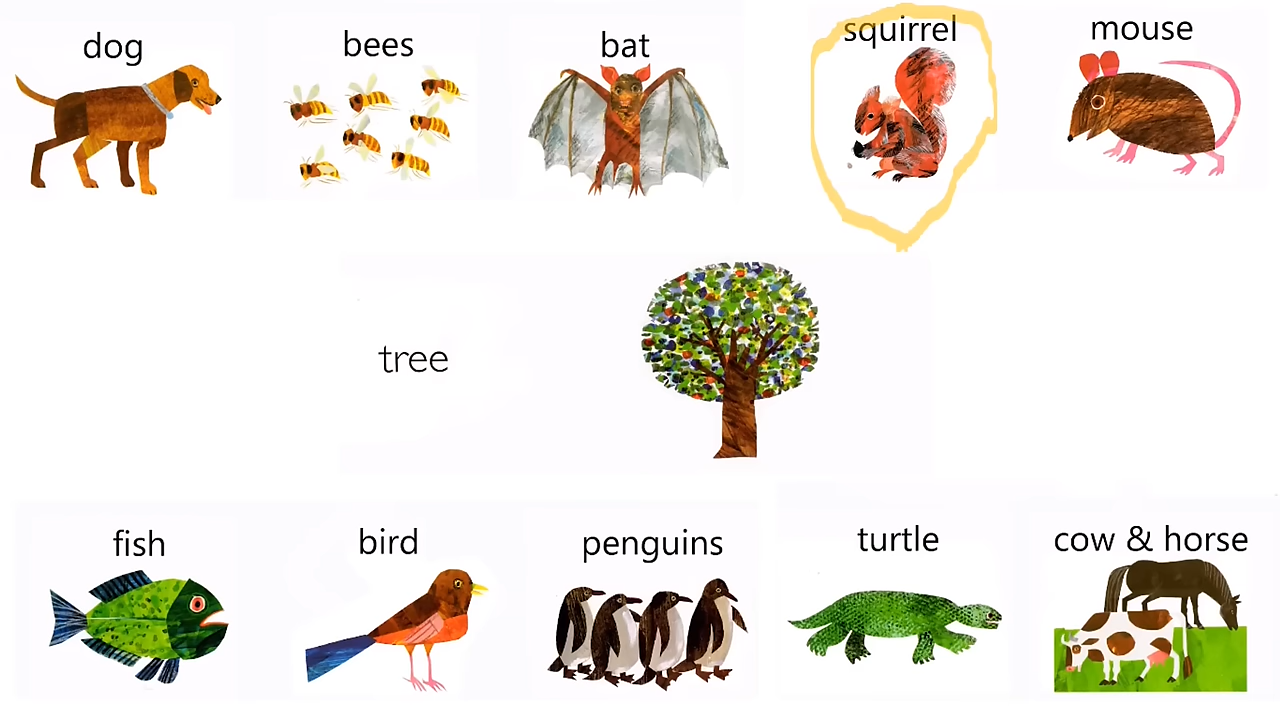 dog
bees
bat
squirrel
mouse
tree
fish
bird
penguins
turtle
cow & horse